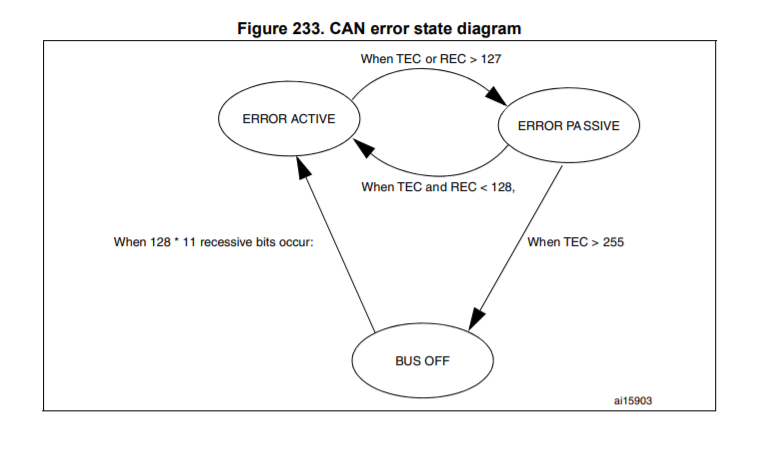 Figure 233. CAN error state diagram
When TEC or REC > 127
ERROR ACTIVE
ERROR PASSIVE
When TEC and REC < 128,
When 128 * 11 recessive bits occur:
When TEC > 255
BUS OFF
ai15903